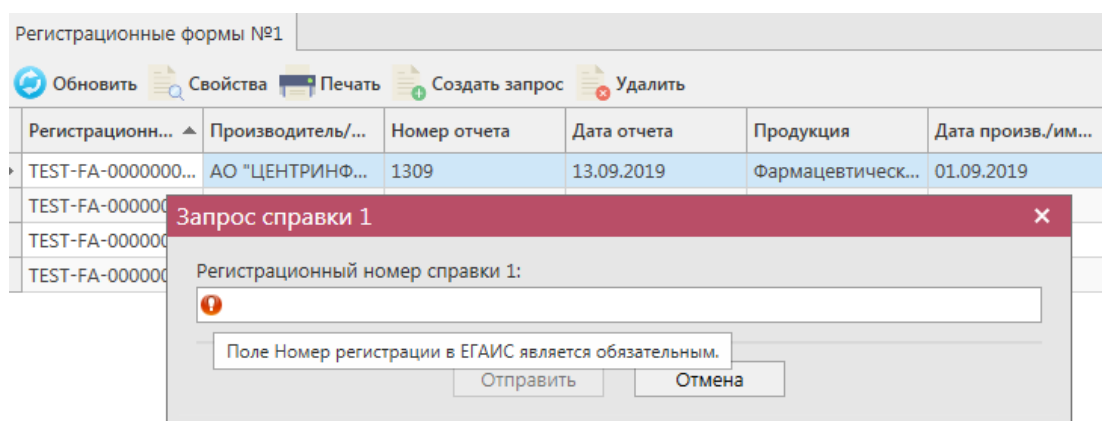 Регистрационные формы №1
Обновить Свойства Печать Создать запрос Удалить
Регистрационн... Производитель/... Номер отчета Дата отчета Продукция Дата произв./им...
TEST-FA-0000000... АО "ЦЕНТРИНФ... 1309 13.09.2019 Фармацевтическ... 01.09.2019
TEST-FA-000000
Запрос справки 1
TEST-FA-000000
TEST-FA-000000
Регистрационный номер справки 1:
Поле Номер регистрации в ЕГАИС является обязательным.
Отправить Отмена